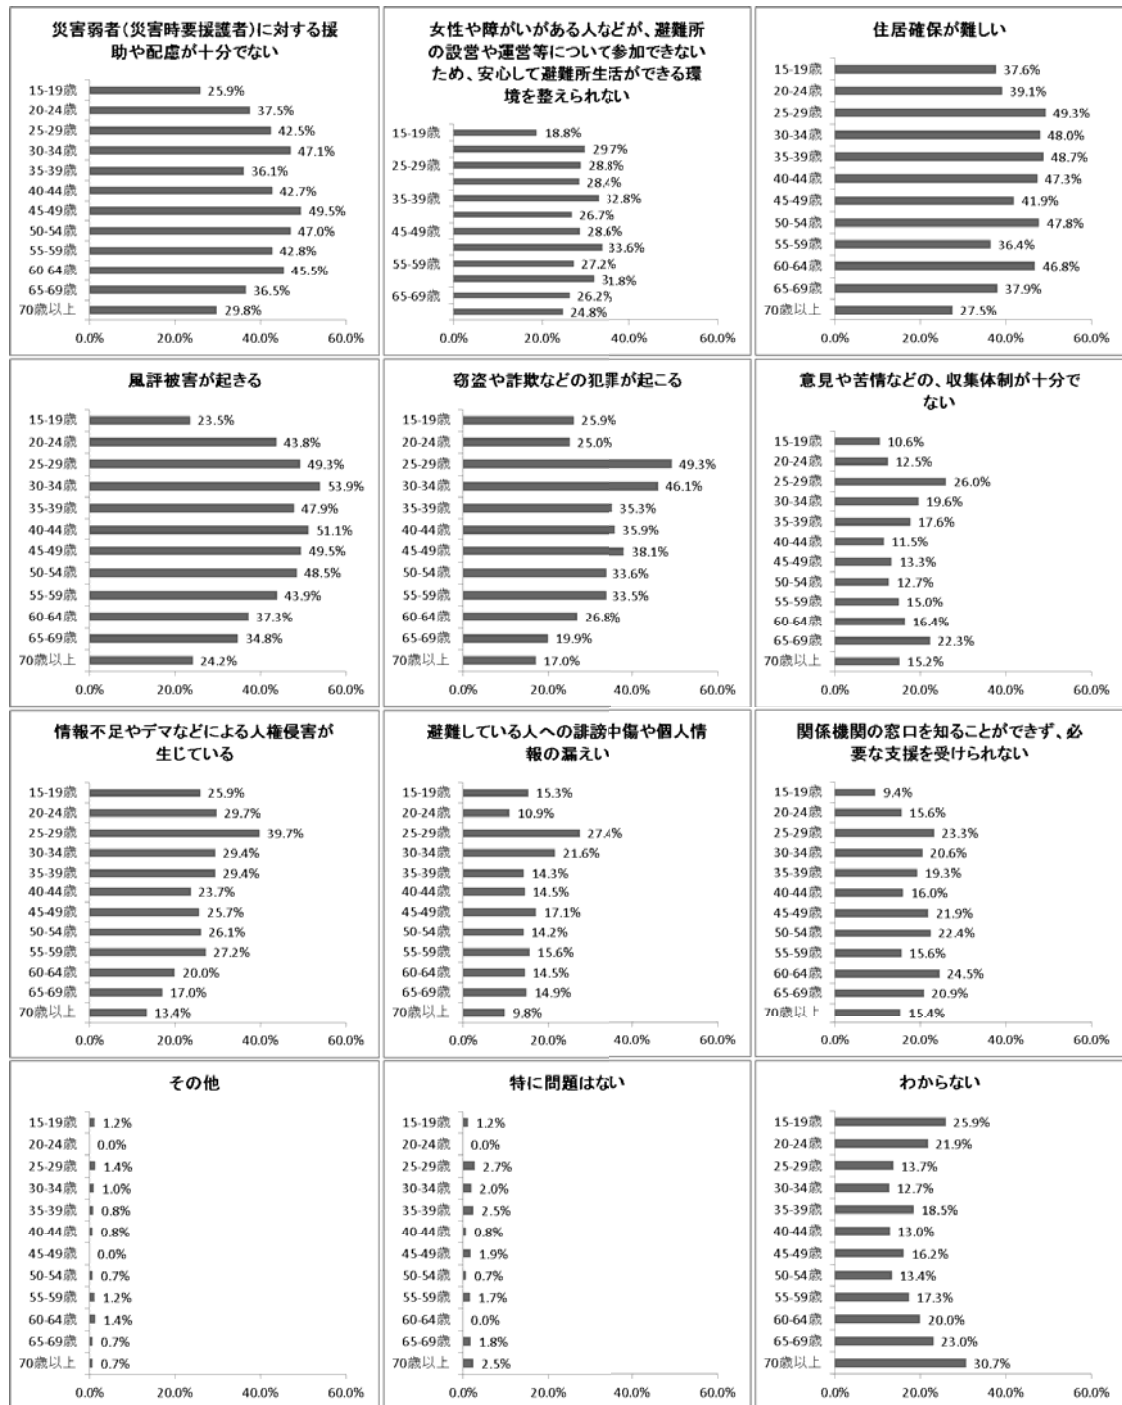 災害弱者(災害時要援護者)に対する援
助や配慮が十分でない
15-19歳 25.9%
20-24歳 37.5%
25-29歳 42.5%
30-34歳 47.1%
35-39歳 36.1%
40-44歳 42.7%
45-49歳 49.5%
50-54歳 47.0%
55-59歳 42.8%
60-64歳 45.5%
65-69歳 36.5%
70歳以上 29.8%
0.0% 20.0% 40.0% 60.0%
女性や障がいがある人などが、避難所
の設営や運営等について参加できない
ため、安心して避難所生活ができる環
境を整えられない
15-19歳 18.8%
29.7%
25-29歳 28.8%
28.4%
35-39歳 32.8%
26.7%
45-49歳 28.6%
33.6%
55-59歳 27.2%
31.8%
65-69歳 26.2%
24.8%
0.0% 20.0% 40.0% 60.0%
住居確保が難しい
15-19歳 37.6%
20-24歳 39.1%
25-29歳 49.3%
30-34歳 48.0%
35-39歳 48.7%
40-44歳 47.3%
45-49歳 41.9%
50-54歳 47.8%
55-59歳 36.4%
60-64歳 46.8%
65-69歳 37.9%
70歳以上 27.5%
0.0% 20.0% 40.0% 60.0%
風評被害が起きる
15-19歳 23.5%
20-24歳 43.8%
25-29歳 49.3%
30-34歳 53.9%
35-39歳 47.9%
40-44歳 51.1%
45-49歳 49.5%
50-54歳 48.5%
55-59歳 43.9%
60-64歳 37.3%
65-69歳 34.8%
70歳以上 24.2%
0.0% 20.0% 40.0% 60.0%
窃盗や詐欺などの犯罪が起こる
15-19歳 25.9%
20-24歳 25.0%
25-29歳 49.3%
30-34歳 46.1%
35-39歳 35.3%
40-44歳 35.9%
45-49歳 38.1%
50-54歳 33.6%
55-59歳 33.5%
60-64歳 26.8%
65-69歳 19.9%
70歳以上 17.0%
0.0% 20.0% 40.0% 60.0%
意見や苦情などの、収集体制が十分で
ない
15-19歳 10.6%
20-24歳 12.5%
25-29歳 26.0%
30-34歳 19.6%
35-39歳 17.6%
40-44歳 11.5%
45-49歳 13.3%
50-54歳 12.7%
55-59歳 15.0%
60-64歳 16.4%
65-69歳 22.3%
70歳以上 15.2%
0.0% 20.0% 40.0% 60.0%
情報不足やデマなどによる人権侵害が
生じている
15-19歳 25.9%
20-24歳 29.7%
25-29歳 39.7%
30-34歳 29.4%
35-39歳 29.4%
40-44歳 23.7%
45-49歳 25.7%
50-54歳 26.1%
55-59歳 27.2%
60-64歳 20.0%
65-69歳 17.0%
70歳以上 13.4%
0.0% 20.0% 40.0% 60.0%
避難している人への誹謗中傷や個人情
報の漏えい
15-19歳 15.3%
20-24歳 10.9%
25-29歳 27.4%
30-34歳 21.6%
35-39歳 14.3%
40-44歳 14.5%
45-49歳 17.1%
50-54歳 14.2%
55-59歳 15.6%
60-64歳 14.5%
65-69歳 14.9%
70歳以上 9.8%
0.0% 20.0% 40.0% 60.0%
関係機関の窓口を知ることができず、必
要な支援を受けられない
15-19歳 9.4%
20-24歳 15.6%
25-29歳 23.3%
30-34歳 20.6%
35-39歳 19.3%
40-44歳 16.0%
45-49歳 21.9%
50-54歳 22.4%
55-59歳 15.6%
60-64歳 24.5%
65-69歳 20.9%
70歳以上 15.4%
0.0% 20.0% 40.0% 60.0%
その他
15-19歳 1.2%
20-24歳 0.0%
25-29歳 1.4%
30-34歳 1.0%
35-39歳 0.8%
40-44歳 0.8%
45-49歳 0.0%
50-54歳 0.7%
55-59歳 1.2%
60-64歳 1.4%
65-69歳 0.7%
70歳以上 0.7%
0.0% 20.0% 40.0% 60.0%
特に問題はない
15-19歳 1.2%
20-24歳 0.0%
25-29歳 2.7%
30-34歳 2.0%
35-39歳 2.5%
40-44歳 0.8%
45-49歳 1.9%
50-54歳 0.7%
55-59歳 1.7%
60-64歳 0.0%
65-69歳 1.8%
70歳以上 2.5%
0.0% 20.0% 40.0% 60.0%
わからない
15-19歳 25.9%
20-24歳 21.9%
25-29歳 13.7%
30-34歳 12.7%
35-39歳 18.5%
40-44歳 13.0%
45-49歳 16.2%
50-54歳 13.4%
55-59歳 17.3%
60-64歳 20.0%
65-69歳 23.0%
70歳以上 30.7%
0.0% 20.0% 40.0% 60.0%